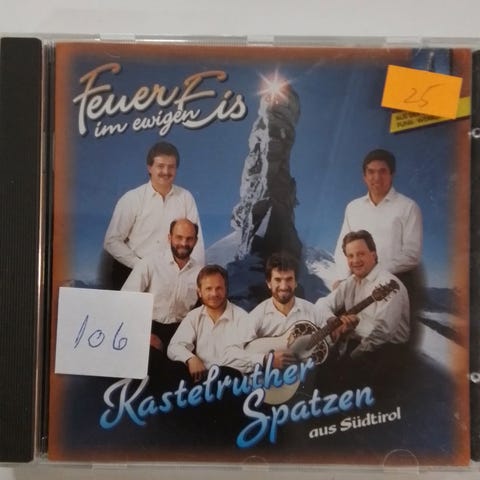 Feuer
im ewigen Eis
25
106
Kastelruther
Spatzen
aus Südtirol